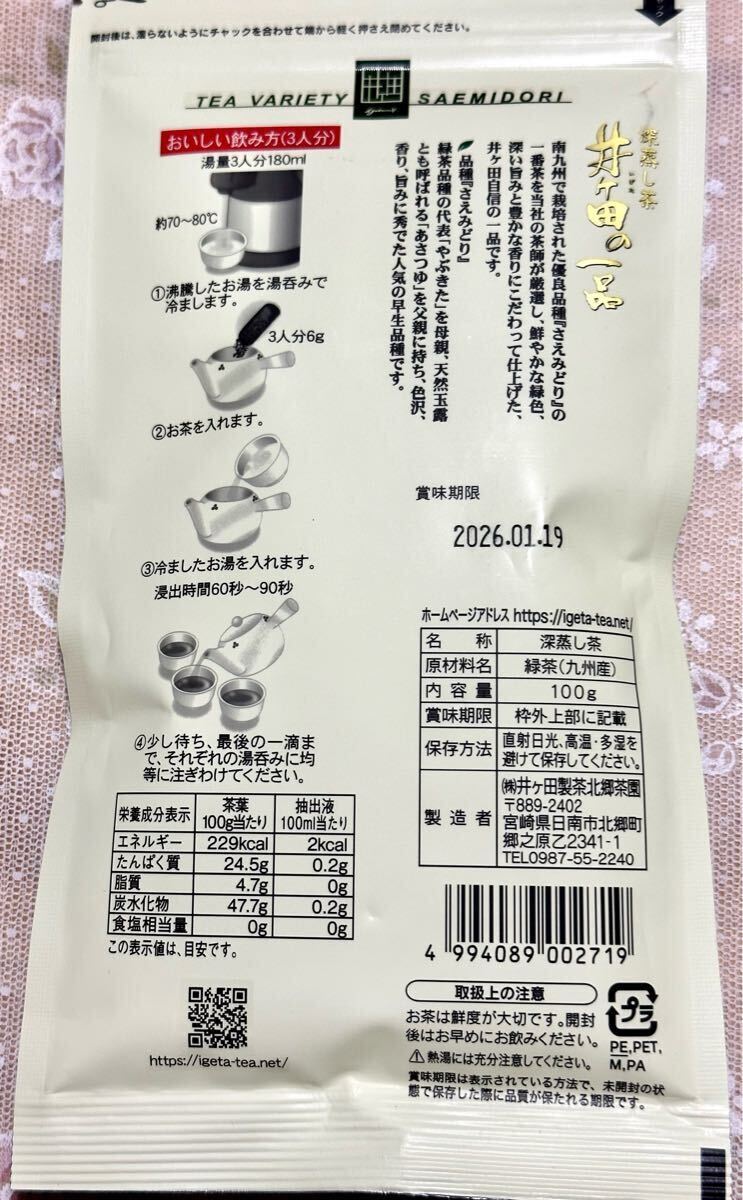 開封後は、湿らないようにチャックを合わせて端から軽く押さえ閉めてください。
TEA VARIETY SAEMIDORI
深蒸し茶
井ヶ田の一品
いげた
南九州で栽培された優良品種『さえみどり』の
一番茶を当社の茶師が厳選し、鮮やかな緑色、
深い旨みと豊かな香りにこだわって仕上げた、
井ケ田自信の一品です。
品種『さえみどり』
緑茶品種の代表「やぶきた」を母親、天然玉露
とも呼ばれる「あさつゆ」を父親に持ち、色沢、
香り、旨みに秀でた人気の早生品種です。
おいしい飲み方(3人分)
湯量3人分180ml
約70〜80℃
①沸騰したお湯を湯呑みで
冷まします。
3人分6g
②お茶を入れます。
③冷ましたお湯を入れます。
浸出時間60秒〜90秒
④少し待ち、最後の一滴ま
で、それぞれの湯呑みに均
等に注ぎわけてください。
賞味期限
2026.01.19
ホームページアドレス https://igeta-tea.net/
名 称 深蒸し茶
原材料名 緑茶(九州産)
内容量 100g
賞味期限 枠外上部に記載
保存方法 直射日光、高温・多湿を
避けて保存してください。
製造者 ㈱井ヶ田製茶北郷茶園
〒889-2402
宮崎県日南市北郷町
郷之原乙2341-1
TEL0987-55-2240
栄養成分表示 茶葉100g当たり 抽出液100ml当たり
エネルギー 229kcal 2kcal
たんぱく質 24.5g 0.2g
脂質 4.7g 0g
炭水化物 47.7g 0.2g
食塩相当量 0g 0g
この表示値は、目安です。
https://igeta-tea.net/
4 994089 002719
取扱上の注意
お茶は鮮度が大切です。開封
後はお早めにお飲みください。
⚠熱湯には充分注意してください。
賞味期限は表示されている方法で、未開封の状
態で保存した際に品質が保たれる期限です。
プラ
PE,PET,
M,PA